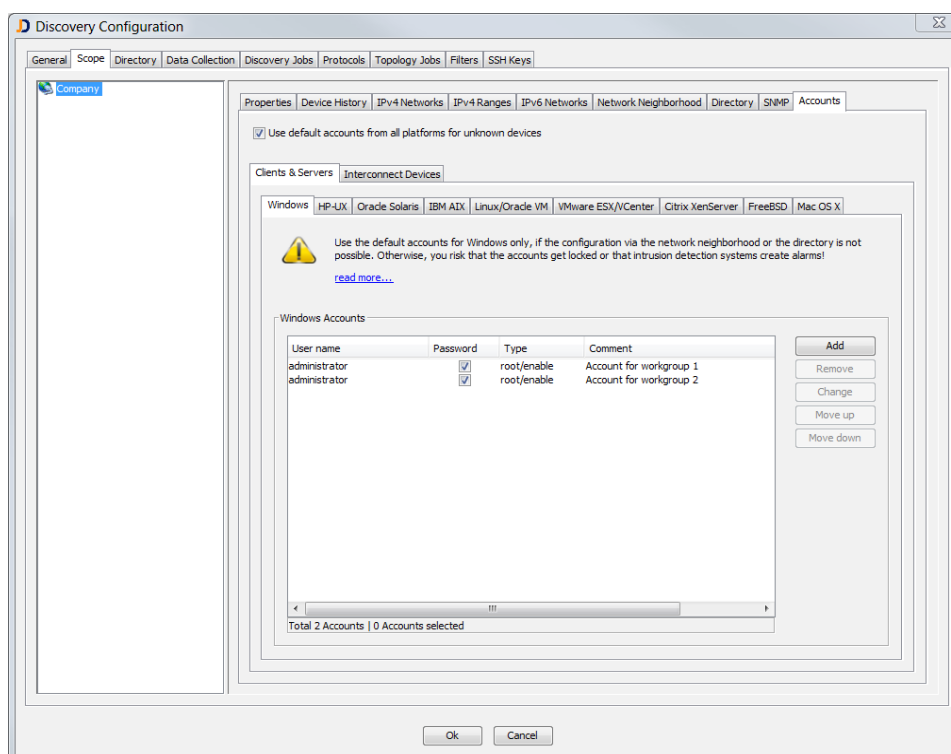 Discovery Configuration
General Scope Directory Data Collection Discovery Jobs Protocols Topology Jobs Filters SSH Keys
Company
Properties Device History IPv4 Networks IPv4 Ranges IPv6 Networks Network Neighborhood Directory SNMP Accounts
Use default accounts from all platforms for unknown devices
Clients & Servers Interconnect Devices
Windows HP-UX Oracle Solaris IBM AIX Linux/Oracle VM VMware ESX/VCenter Citrix XenServer FreeBSD Mac OS X
Use the default accounts for Windows only, if the configuration via the network neighborhood or the directory is not
possible. Otherwise, you risk that the accounts get locked or that intrusion detection systems create alarms!
read more...
Windows Accounts
User name Password Type Comment
administrator root/enable Account for workgroup 1
administrator root/enable Account for workgroup 2
Add
Remove
Change
Move up
Move down
Total 2 Accounts | 0 Accounts selected
Ok Cancel